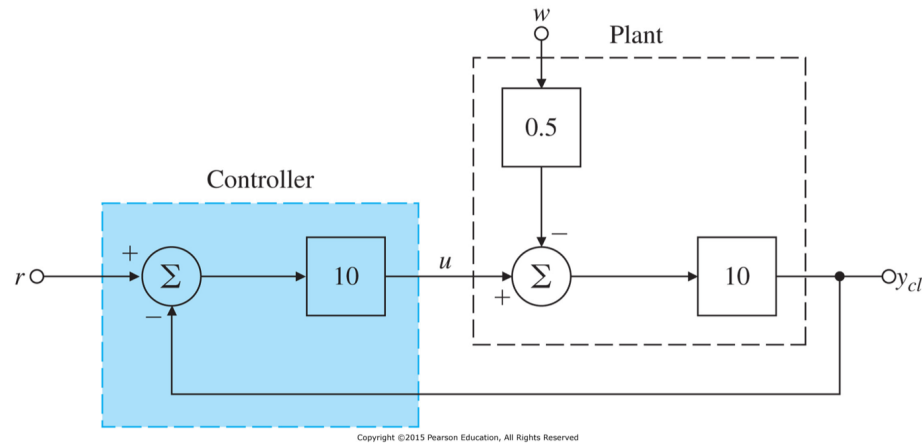 w
Plant
0.5
Controller
−
+
r
Σ
10
u
Σ
10
y_cl
−
+
Copyright ©2015 Pearson Education, All Rights Reserved